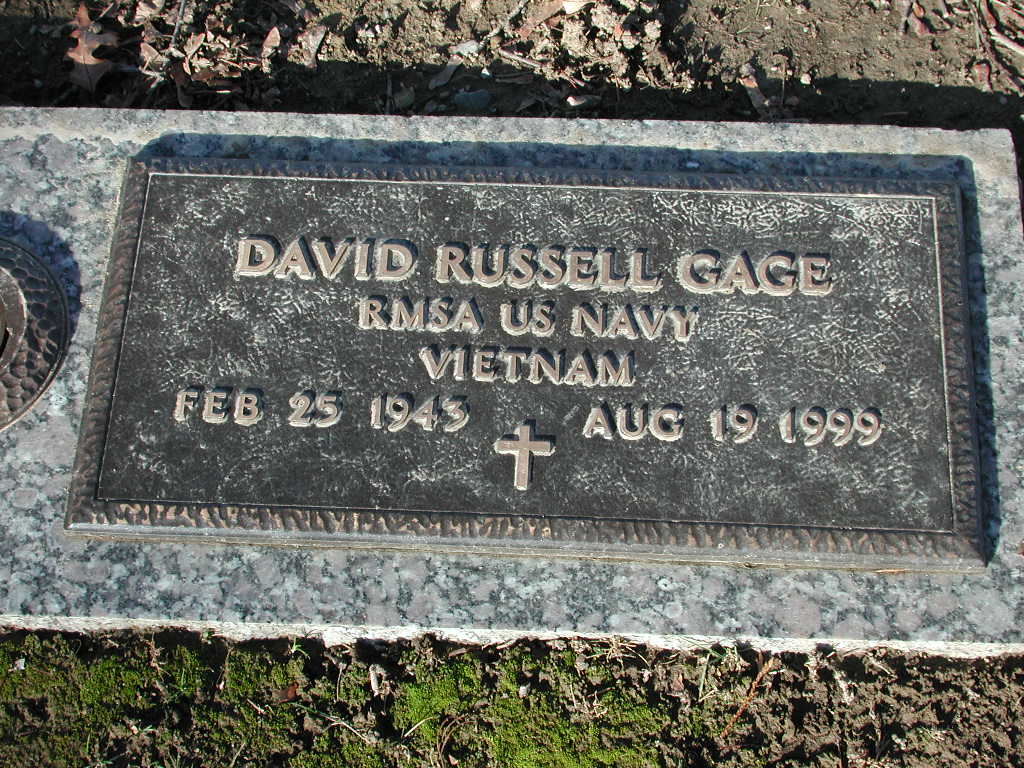 DAVID RUSSELL GAGE
RMSA US NAVY
VIETNAM
FEB 25 1943 AUG 19 1999